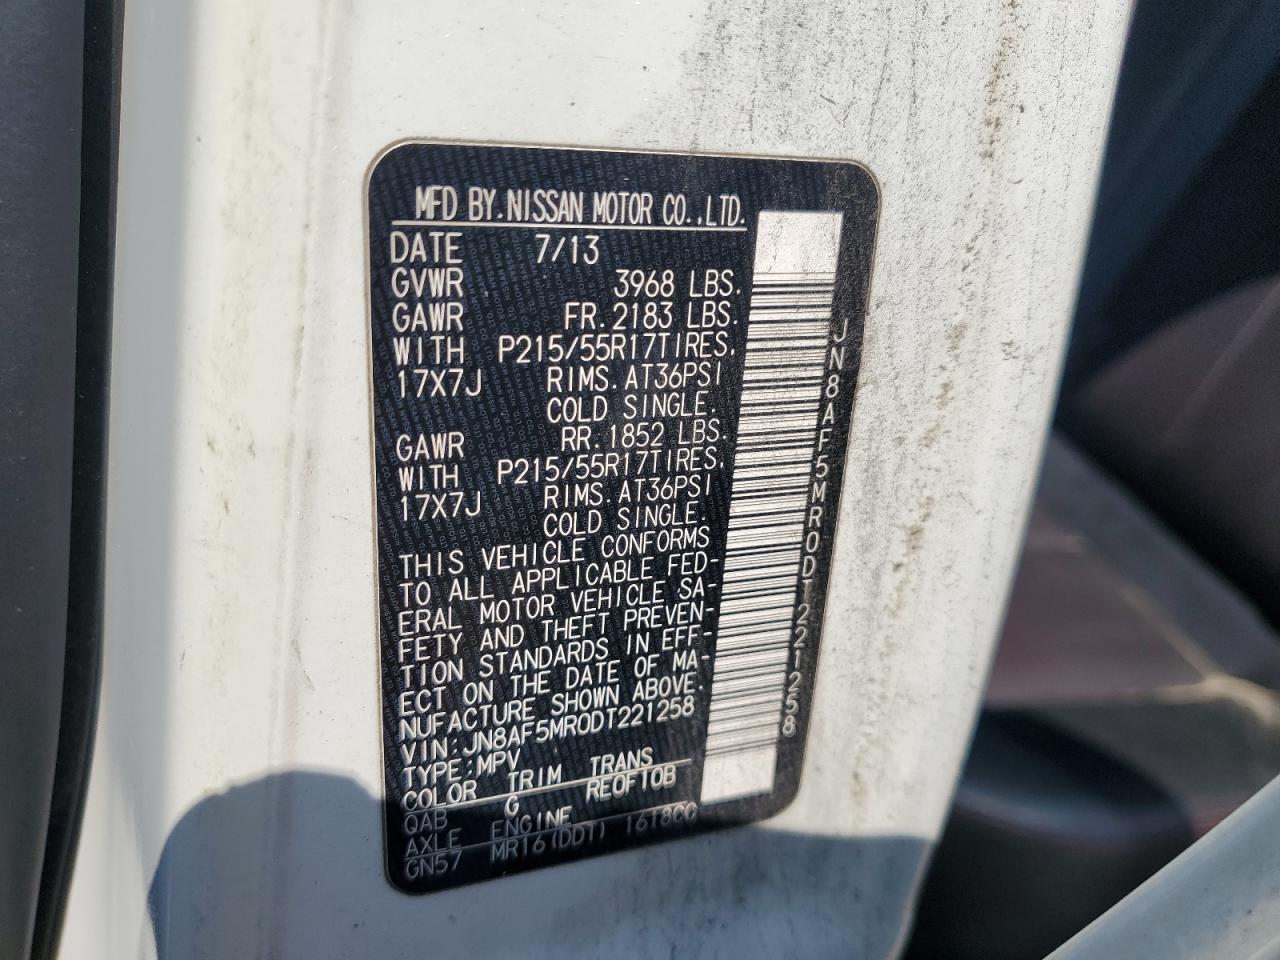 MFD BY.NISSAN MOTOR CO.,LTD.
DATE 7/13
GVWR 3968 LBS.
GAWR FR.2183 LBS.
WITH P215/55R17TIRES.
17X7J RIMS.AT36PSI
COLD SINGLE.
GAWR RR.1852 LBS.
WITH P215/55R17TIRES.
17X7J RIMS.AT36PSI
COLD SINGLE.
THIS VEHICLE CONFORMS
TO ALL APPLICABLE FED-
ERAL MOTOR VEHICLE SA-
FETY AND THEFT PREVEN-
TION STANDARDS IN EFF-
ECT ON THE DATE OF MA-
NUFACTURE SHOWN ABOVE.
VIN:JN8AF5MR0DT221258
TYPE:MPV
COLOR TRIM TRANS
QAB G RE0F10B
AXLE ENGINE
GN57 MR16(DDT) 1618CC
JN8AF5MR0DT221258